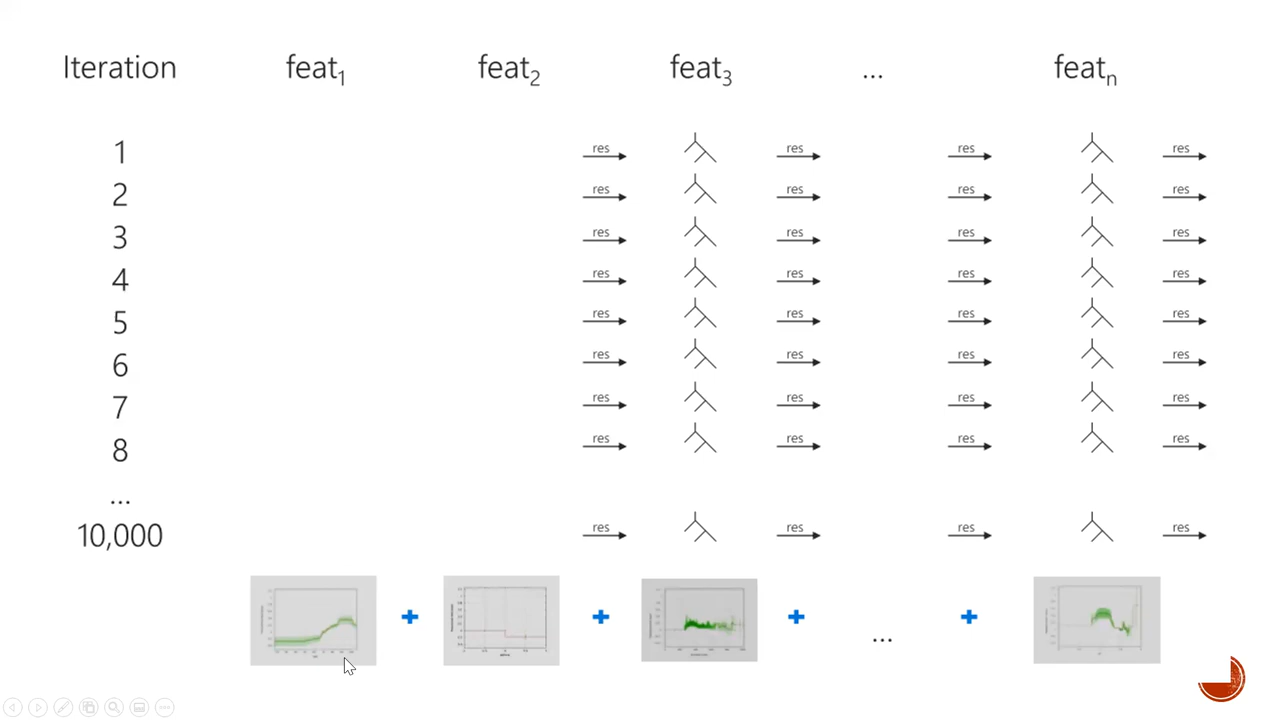 Iteration feat1 feat2 feat3 ... featn
1 res res res res
2 res res res res
3 res res res res
4 res res res res
5 res res res res
6 res res res res
7 res res res res
8 res res res res
...
10,000 res res res res
+ + + ... +